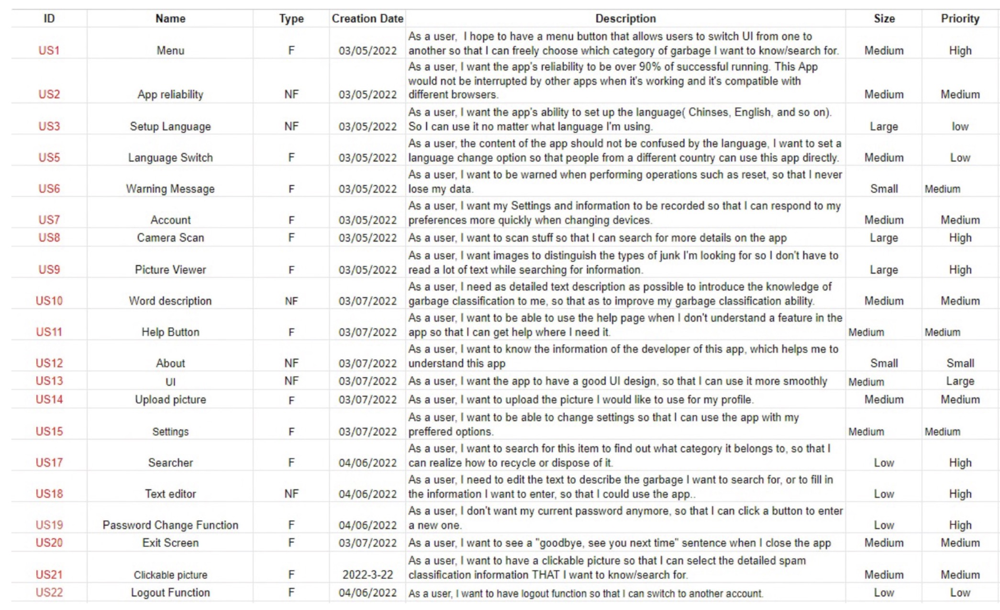 ID Name Type Creation Date Description Size Priority
As a user,  I hope to have a menu button that allows users to switch UI from one to
US1 Menu F 03/05/2022 another so that I can freely choose which category of garbage I want to know/search for. Medium High
As a user, I want the app's reliability to be over 90% of successful running. This App
would not be interrupted by other apps when it's working and it's compatible with
US2 App reliability NF 03/05/2022 different browsers. Medium Medium
As a user, I want the app's ability to set up the language( Chinses, English, and so on).
US3 Setup Language NF 03/05/2022 So I can use it no matter what language I'm using. Large low
As a user, the content of the app should not be confused by the language, I want to set a
US5 Language Switch F 03/05/2022 language change option so that people from a different country can use this app directly. Medium Low
As a user, I want to be warned when performing operations such as reset, so that I never
US6 Warning Message F 03/05/2022 lose my data. Small Medium
As a user, I want my Settings and information to be recorded so that I can respond to my
US7 Account F 03/05/2022 preferences more quickly when changing devices. Medium Medium
US8 Camera Scan F 03/05/2022 As a user, I want to scan stuff so that I can search for more details on the app Large High
As a user, I want images to distinguish the types of junk I'm looking for so I don't have to
US9 Picture Viewer F 03/05/2022 read a lot of text while searching for information. Large High
As a user, I need as detailed text description as possible to introduce the knowledge of
US10 Word description NF 03/07/2022 garbage classification to me, so that as to improve my garbage classification ability. Medium Medium
As a user, I want to be able to use the help page when I don't understand a feature in the
US11 Help Button F 03/07/2022 app so that I can get help where I need it. Medium Medium
As a user, I want to know the information of the developer of this app, which helps me to
US12 About NF 03/07/2022 understand this app Small Small
US13 UI NF 03/07/2022 As a user, I want the app to have a good UI design, so that I can use it more smoothly Medium Large
US14 Upload picture F 03/07/2022 As a user, I want to upload the picture I would like to use for my profile. Medium Medium
As a user, I want to be able to change settings so that I can use the app with my
US15 Settings F 03/07/2022 preffered options. Medium Medium
As a user, I want to search for this item to find out what category it belongs to, so that I
US17 Searcher F 04/06/2022 can realize how to recycle or dispose of it. Low High
As a user, I need to edit the text to describe the garbage I want to search for, or to fill in
US18 Text editor NF 04/06/2022 the information I want to enter, so that I could use the app.. Low High
As a user, I don't want my current password anymore, so that I can click a button to enter
US19 Password Change Function F 04/06/2022 a new one. Low High
US20 Exit Screen F 03/07/2022 As a user, I want to see a "goodbye, see you next time" sentence when I close the app Medium Medium
As a user, I want to have a clickable picture so that I can select the detailed spam
US21 Clickable picture F 2022-3-22 classification information THAT I want to know/search for. Medium Medium
US22 Logout Function F 04/06/2022 As a user, I want to have logout function so that I can switch to another account. Low Low